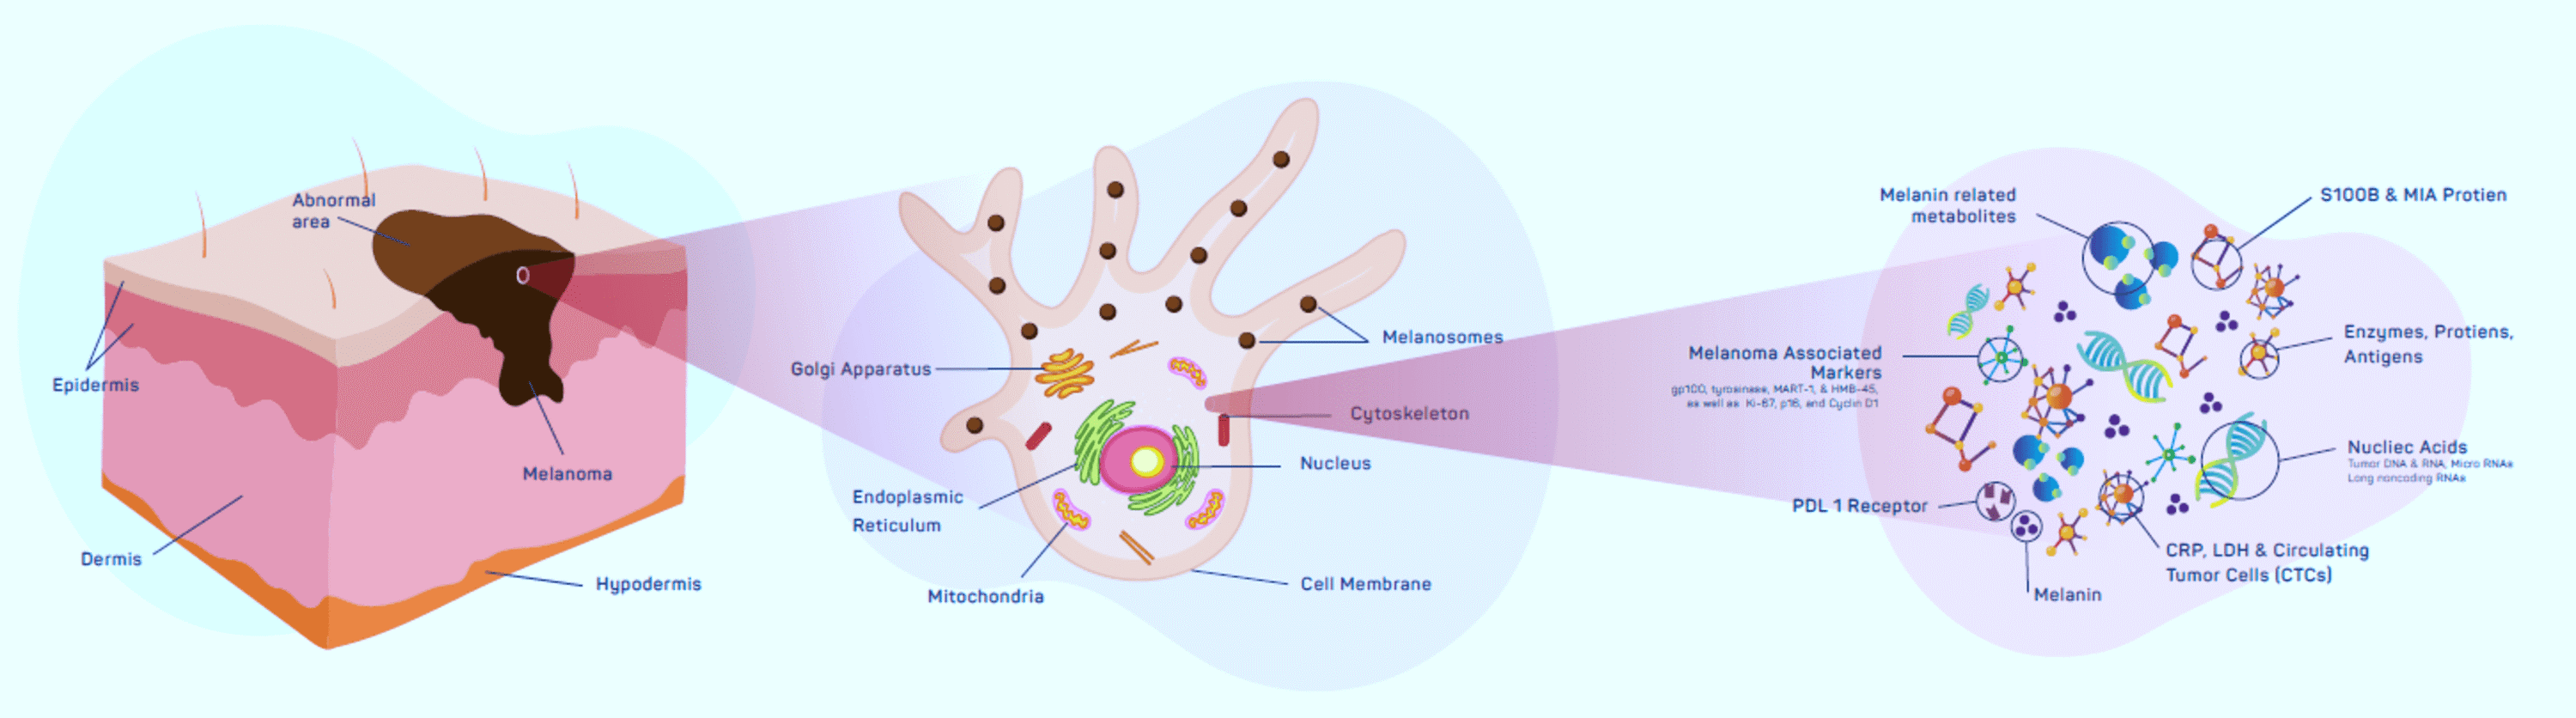 Abnormal
area
Epidermis
Melanoma
Dermis
Hypodermis
Golgi Apparatus
Melanosomes
Cytoskeleton
Nucleus
Endoplasmic
Reticulum
Mitochondria
Cell Membrane
Melanin related
metabolites
S100B & MIA Protien
Melanoma Associated
Markers
gp100, tyrosinase, MART-1, & HMB-45,
as well as Ki-67, p16, and Cyclin D1
Enzymes, Protiens,
Antigens
Nucliec Acids
Tumor DNA & RNA, Micro RNAs
Long noncoding RNAs
PDL 1 Receptor
CRP, LDH & Circulating
Tumor Cells (CTCs)
Melanin